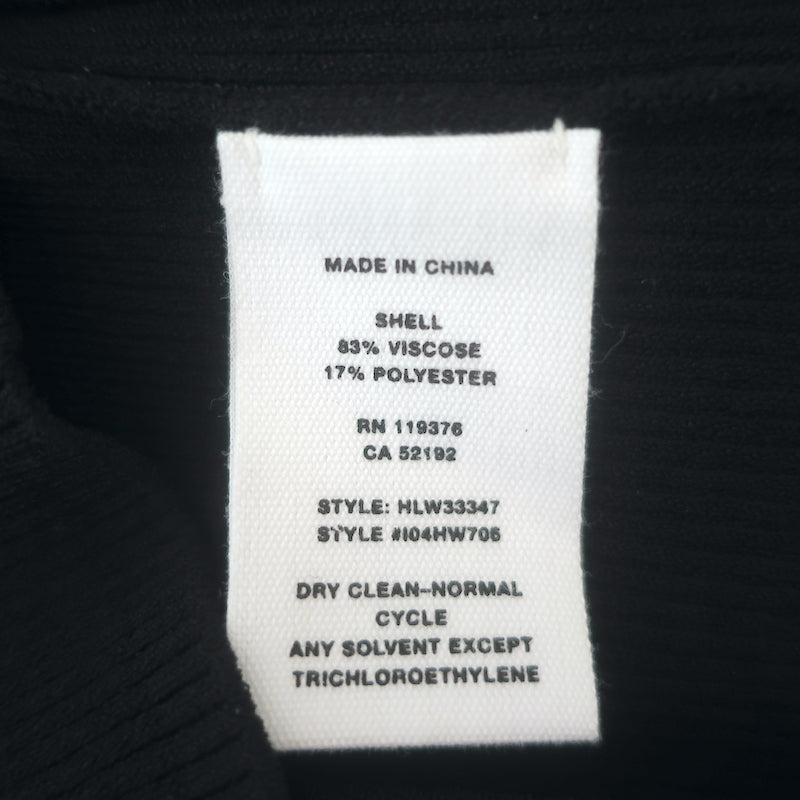 MADE IN CHINA
SHELL
83% VISCOSE
17% POLYESTER
RN 119376
CA 52192
STYLE: HLW33347
STYLE #I04HW706
DRY CLEAN-NORMAL
CYCLE
ANY SOLVENT EXCEPT
TRICHLOROETHYLENE